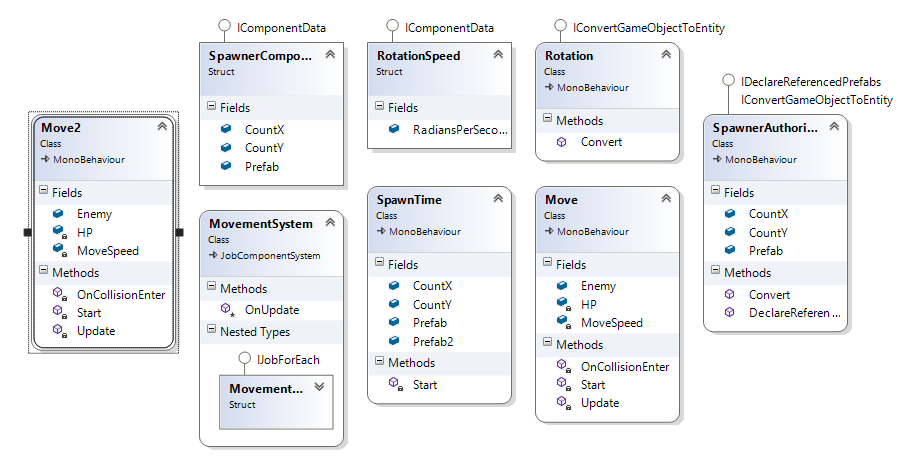 IComponentData
SpawnerCompo...
Struct
Fields
CountX
CountY
Prefab
IComponentData
RotationSpeed
Struct
Fields
RadiansPerSeco...
IConvertGameObjectToEntity
Rotation
Class
MonoBehaviour
Methods
Convert
IDeclareReferencedPrefabs
IConvertGameObjectToEntity
SpawnerAuthori...
Class
MonoBehaviour
Fields
CountX
CountY
Prefab
Methods
Convert
DeclareReferen...
Move2
Class
MonoBehaviour
Fields
Enemy
HP
MoveSpeed
Methods
OnCollisionEnter
Start
Update
MovementSystem
Class
JobComponentSystem
Methods
OnUpdate
Nested Types
IJobForEach
Movement...
Struct
SpawnTime
Class
MonoBehaviour
Fields
CountX
CountY
Prefab
Prefab2
Methods
Start
Move
Class
MonoBehaviour
Fields
Enemy
HP
MoveSpeed
Methods
OnCollisionEnter
Start
Update